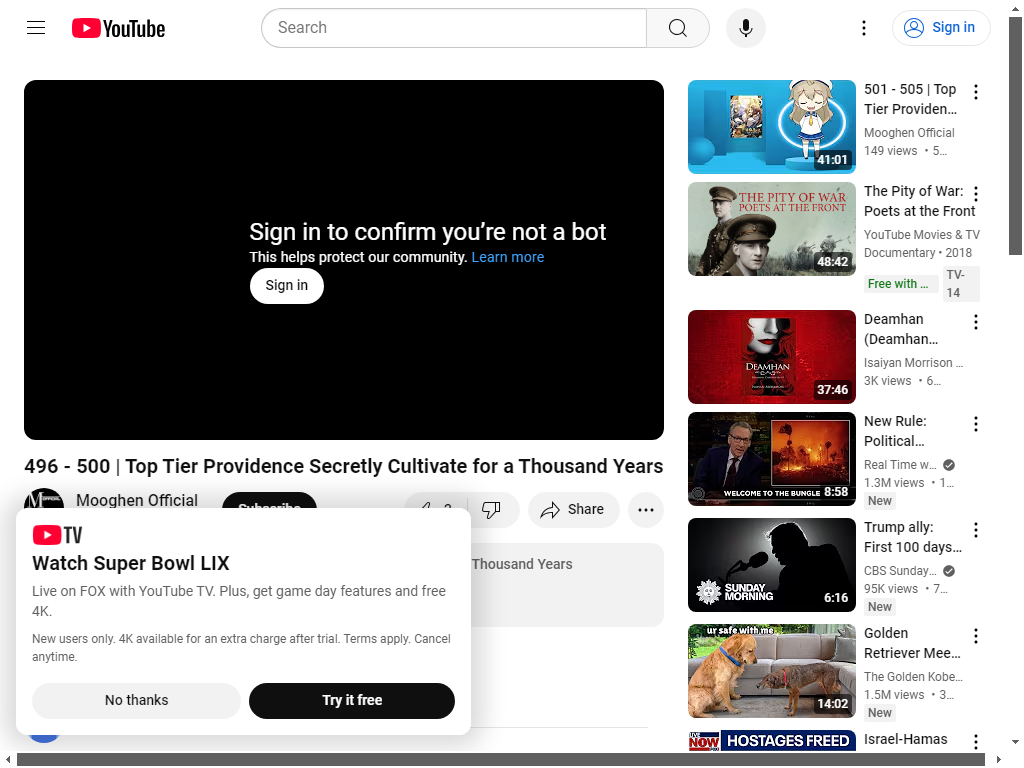 YouTube
Search
Sign in
Sign in to confirm you're not a bot
This helps protect our community. Learn more
Sign in
496 - 500 | Top Tier Providence Secretly Cultivate for a Thousand Years
Mooghen Official
Subscribe
2
Share
Thousand Years
TV
Watch Super Bowl LIX
Live on FOX with YouTube TV. Plus, get game day features and free
4K.
New users only. 4K available for an extra charge after trial. Terms apply. Cancel
anytime.
No thanks
Try it free
41:01
501 - 505 | Top
Tier Providen…
Mooghen Official
149 views • 5…
THE PITY OF WAR
POETS AT THE FRONT
48:42
The Pity of War:
Poets at the Front
YouTube Movies & TV
Documentary • 2018
Free with …
TV-
14
DEAMHAN
37:46
Deamhan
(Deamhan…
Isaiyan Morrison …
3K views • 6…
WELCOME TO THE BUNGLE
8:58
New Rule:
Political…
Real Time w…
1.3M views • 1…
New
SUNDAY
MORNING
6:16
Trump ally:
First 100 days…
CBS Sunday…
95K views • 7…
New
ur safe with me
14:02
Golden
Retriever Mee…
The Golden Kobe…
1.5M views • 3…
New
LIVE
NOW
HOSTAGES FREED
Israel-Hamas